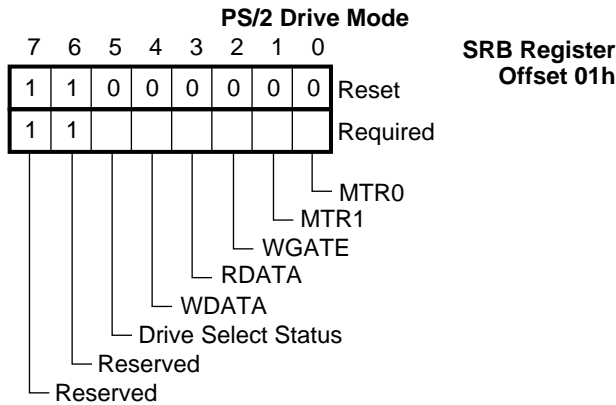 PS/2 Drive Mode
7 6 5 4 3 2 1 0
SRB Register
Offset 01h
1 1 0 0 0 0 0 0 Reset
1 1 Required
MTR0
MTR1
WGATE
RDATA
WDATA
Drive Select Status
Reserved
Reserved